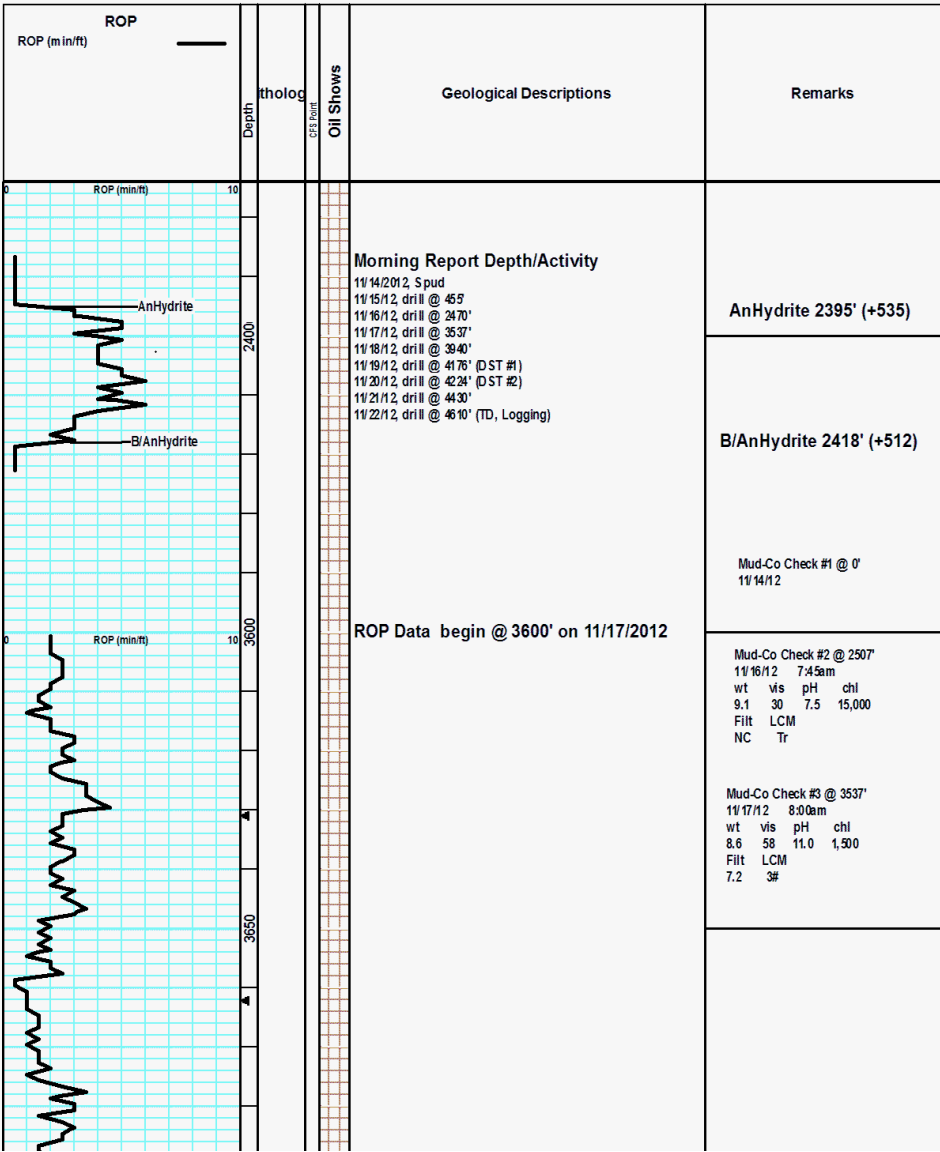 ROP
ROP (min/ft)
Depth
itholog
CFS Point
Oil Shows
Geological Descriptions
Remarks
0 ROP (min/ft) 10
AnHydrite
2400
B/AnHydrite
Morning Report Depth/Activity
11/14/2012, Spud
11/15/12, drill @ 455'
11/16/12, drill @ 2470'
11/17/12, drill @ 3537'
11/18/12, drill @ 3940'
11/19/12, drill @ 4176' (DST #1)
11/20/12, drill @ 4224' (DST #2)
11/21/12, drill @ 4430'
11/22/12, drill @ 4610' (TD, Logging)
AnHydrite 2395' (+535)
B/AnHydrite 2418' (+512)
Mud-Co Check #1 @ 0'
11/14/12
0 ROP (min/ft) 10
3600
ROP Data begin @ 3600' on 11/17/2012
Mud-Co Check #2 @ 2507'
11/16/12 7:45am
wt vis pH chl
9.1 30 7.5 15,000
Filt LCM
NC Tr
Mud-Co Check #3 @ 3537'
11/17/12 8:00am
wt vis pH chl
8.6 58 11.0 1,500
Filt LCM
7.2 3#
3650